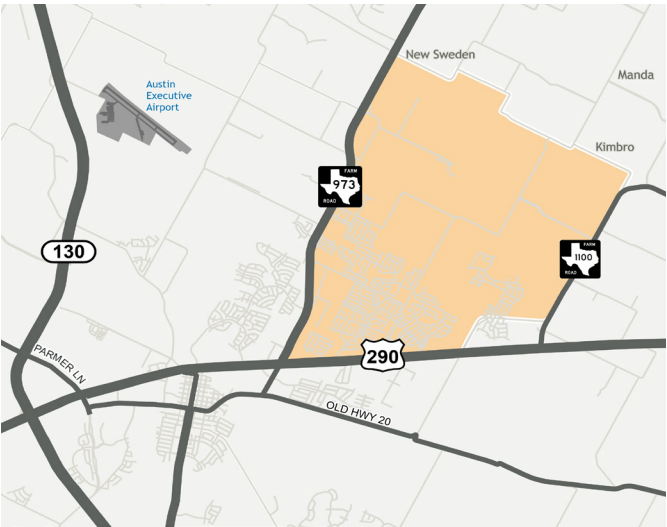 New Sweden
Manda
Austin
Executive
Airport
Kimbro
FARM
973
ROAD
130
FARM
1100
ROAD
PARMER LN
290
OLD HWY 20